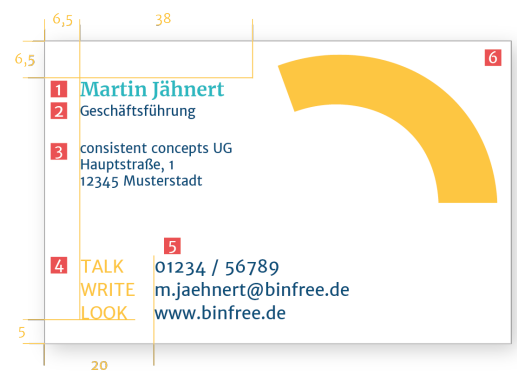 6,5 38
6,5
6
1 Martin Jähnert
2 Geschäftsführung
3 consistent concepts UG
Hauptstraße, 1
12345 Musterstadt
5
4 TALK 01234 / 56789
WRITE m.jaehnert@binfree.de
LOOK www.binfree.de
5
20